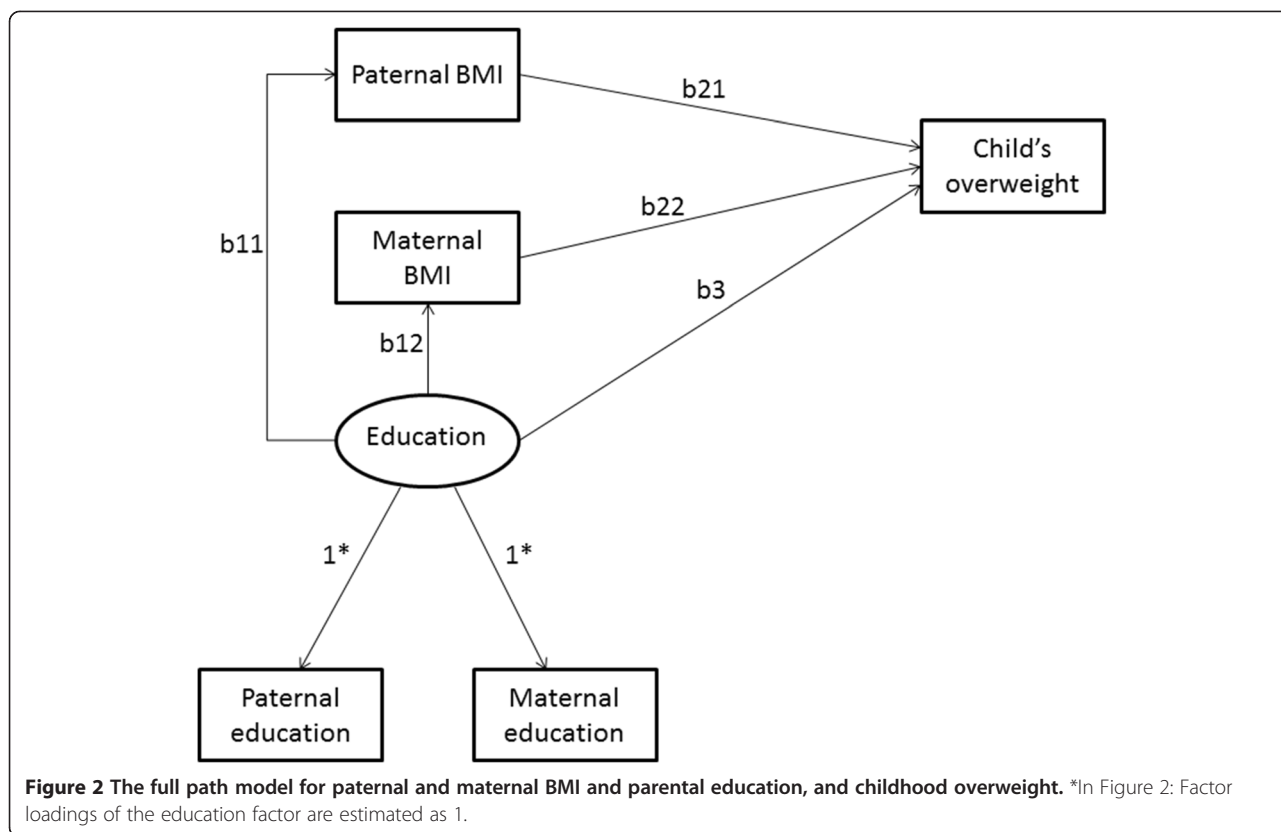 Paternal BMI
b21
Child's
overweight
b11
Maternal
BMI
b22
b3
b12
Education
1*
1*
Paternal
education
Maternal
education
Figure 2 The full path model for paternal and maternal BMI and parental education, and childhood overweight. *In Figure 2: Factor
loadings of the education factor are estimated as 1.